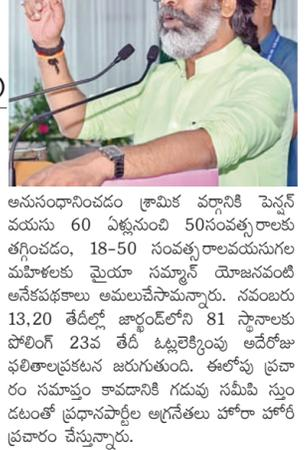 అనుసంధానించడం శ్రామిక వర్గానికి పెన్షన్
వయసు 60 ఏళ్లునుంచి 50సంవత్సరాలకు
తగ్గించడం, 18-50 సంవత్సరాలవయసుగల
మహిళలకు మైయా సమ్మాన్ యోజనవంటి
అనేకపథకాలు అమలుచేసామన్నారు. నవంబరు
13,20 తేదీల్లో జార్ఖండ్‌లోని 81 స్థానాలకు
పోలింగ్ 23వ తేదీ ఓట్లలెక్కింపు అదేరోజు
ఫలితాలప్రకటన జరుగుతుంది. ఈలోపు ప్రచా
రం సమాప్తం కావడానికి గడువు సమీపి స్తుం
డటంతో ప్రధానపార్టీల అగ్రనేతలు హోరా హోరీ
ప్రచారం చేస్తున్నారు.